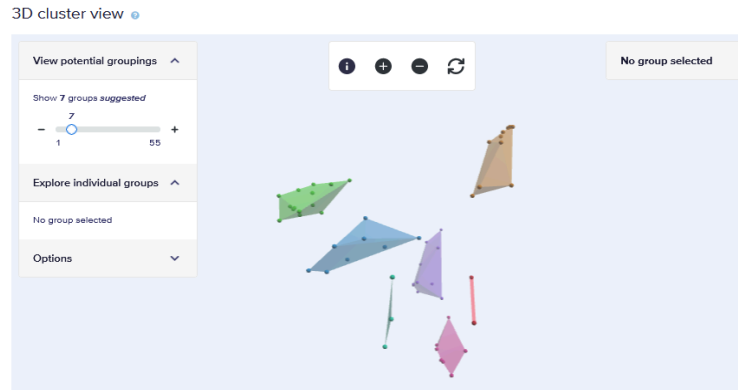 3D cluster view ?
View potential groupings
No group selected
Show 7 groups suggested
7
− +
1 55
Explore individual groups
No group selected
Options